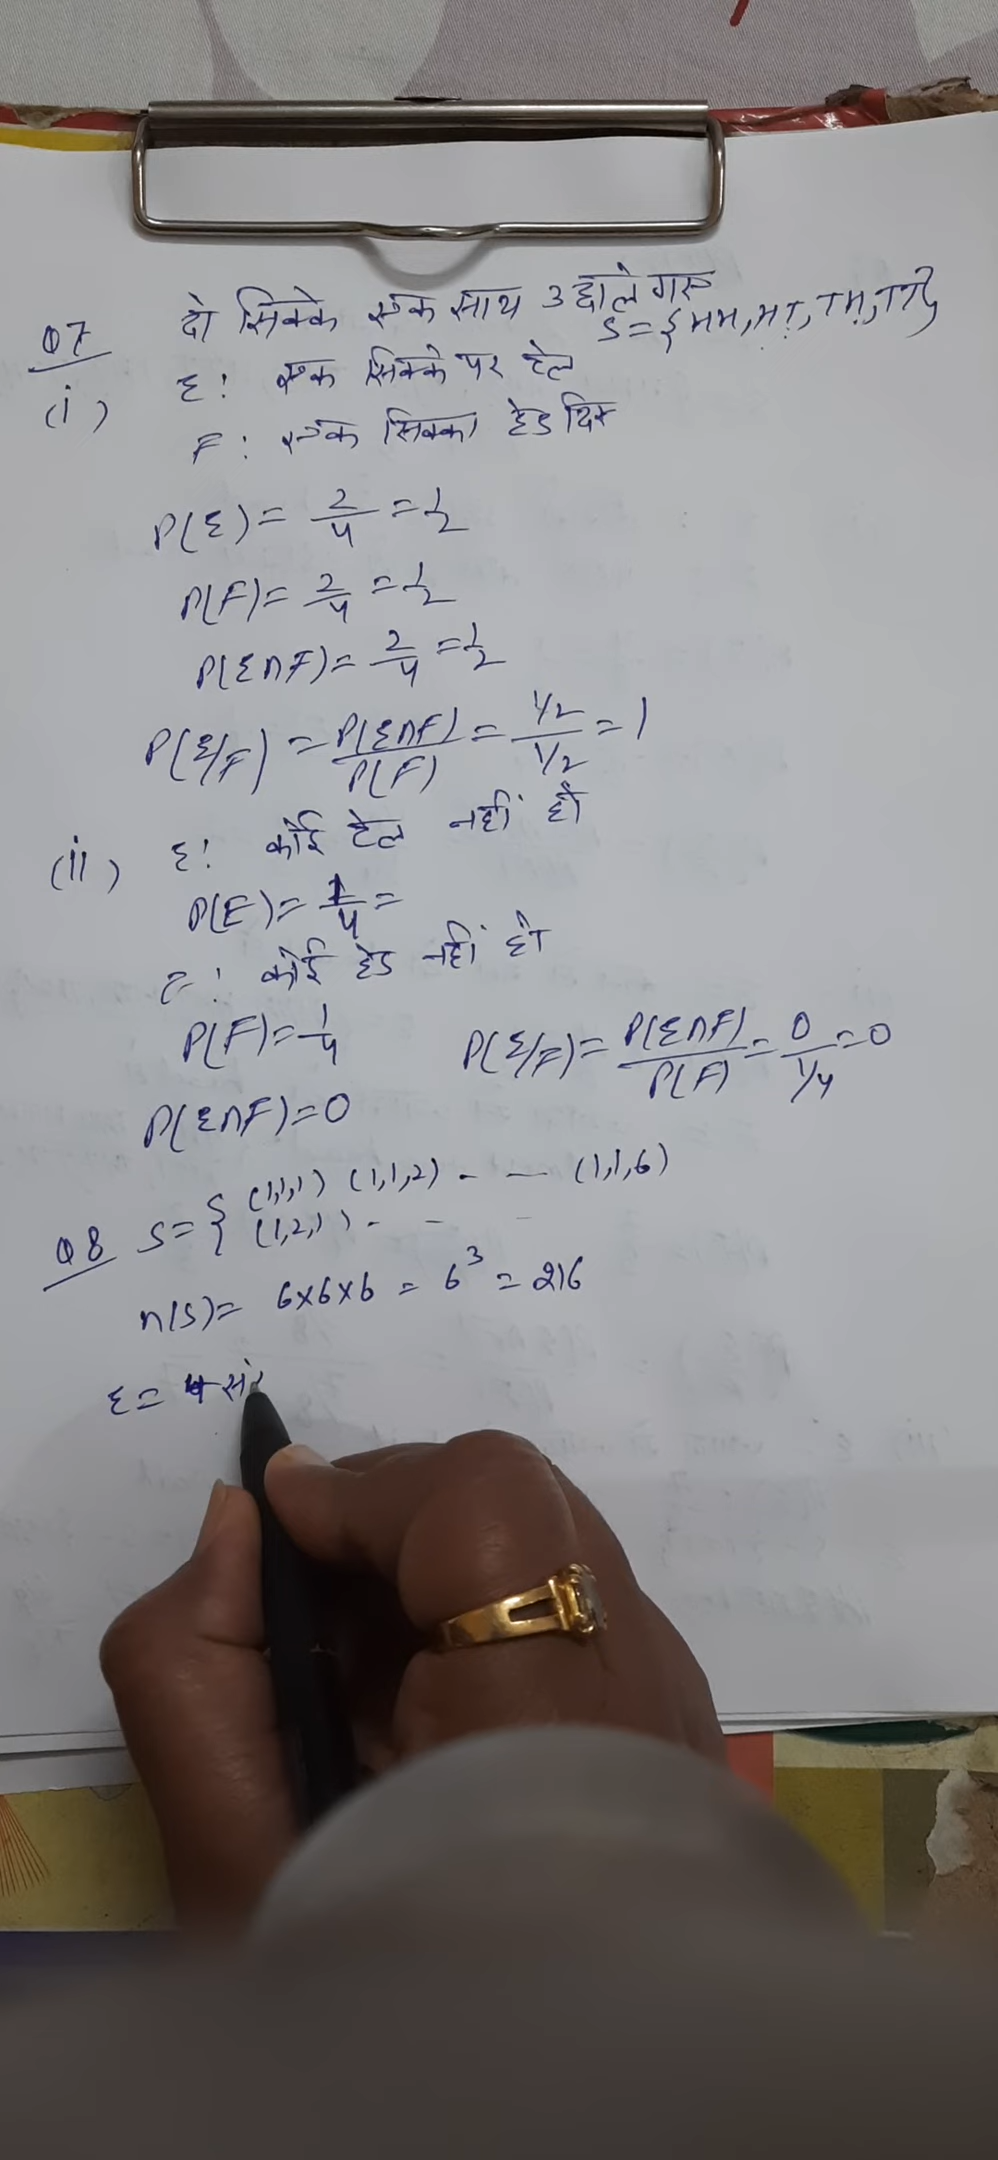 Q7 दो सिक्के एक साथ उछाले गए
S = {HH, HT, TH, TT}
(i) E: एक सिक्के पर टेल
F: एक सिक्का हेड दिए
P(E) = 2/4 = 1/2
P(F) = 2/4 = 1/2
P(E∩F) = 2/4 = 1/2
P(E/F) = P(E∩F)/P(F) = 1/2 / 1/2 = 1
(ii) E: कोई टेल नहीं हो
P(E) = 1/4 =
F: कोई हेड नहीं हो
P(F) = 1/4
P(E/F) = P(E∩F)/P(F) = 0 / 1/4 = 0
P(E∩F) = 0
Q8 S = { (1,1,1) (1,1,2) - — (1,1,6)
(1,2,1) - - -
n(S) = 6×6×6 = 6³ = 216
E = 4